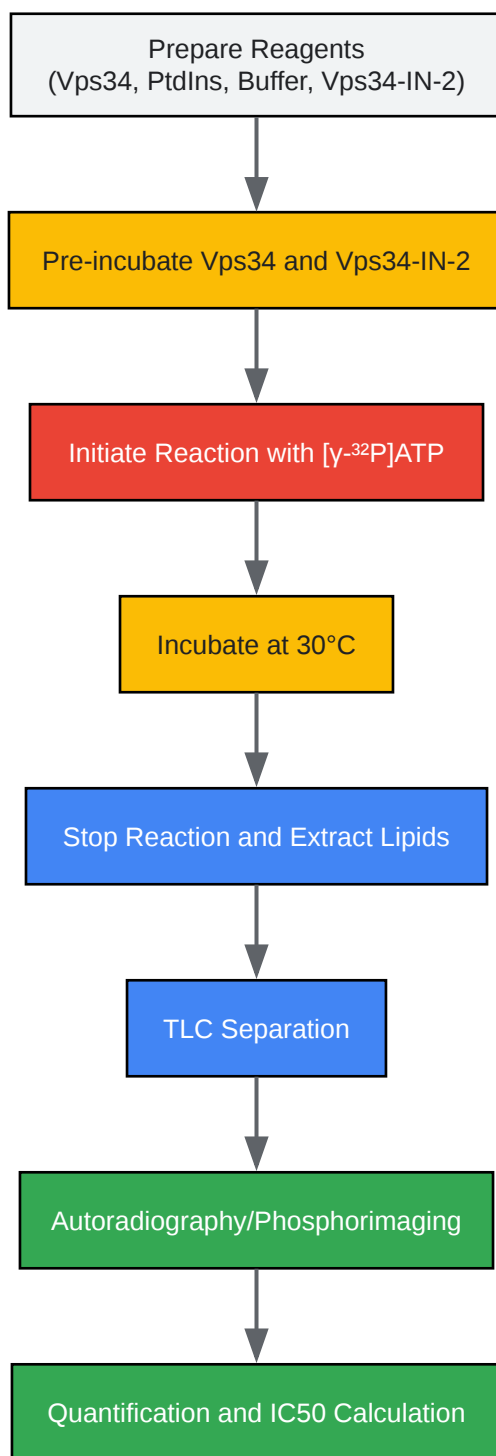 Prepare Reagents
(Vps34, PtdIns, Buffer, Vps34-IN-2)
Pre-incubate Vps34 and Vps34-IN-2
Initiate Reaction with [γ-³²P]ATP
Incubate at 30°C
Stop Reaction and Extract Lipids
TLC Separation
Autoradiography/Phosphorimaging
Quantification and IC50 Calculation